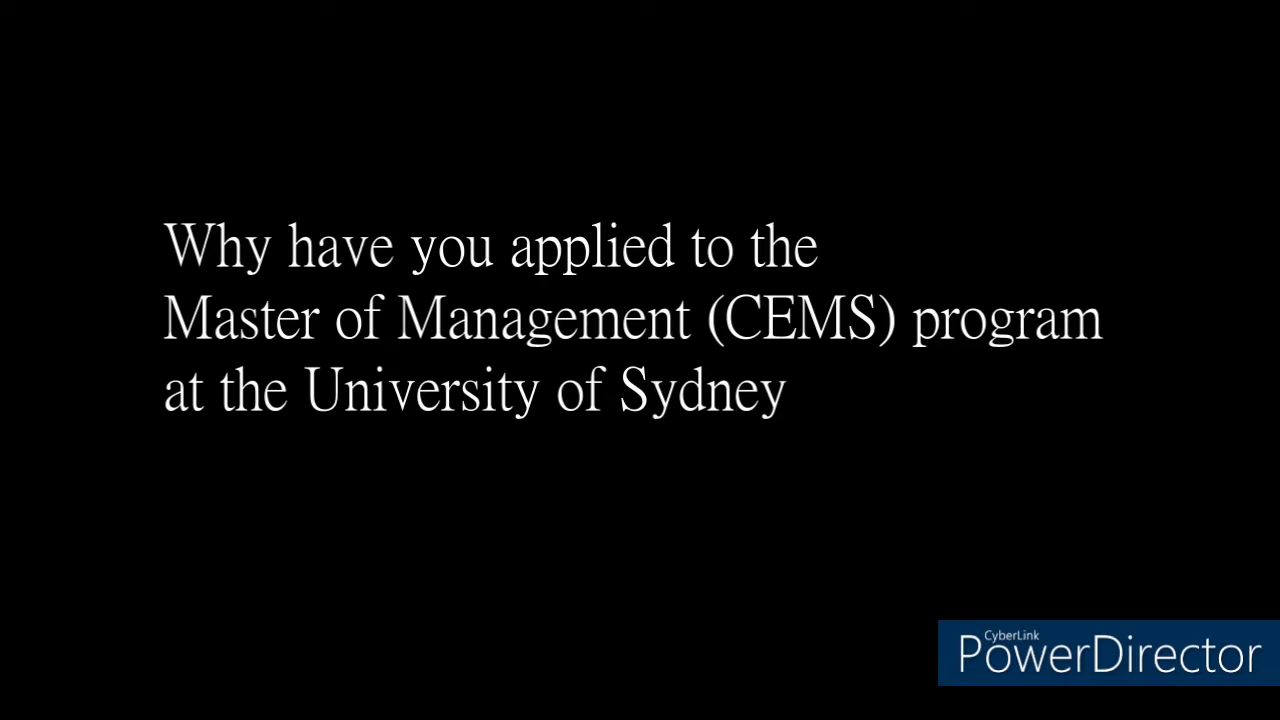 Why have you applied to the
Master of Management (CEMS) program
at the University of Sydney
CyberLink
PowerDirector